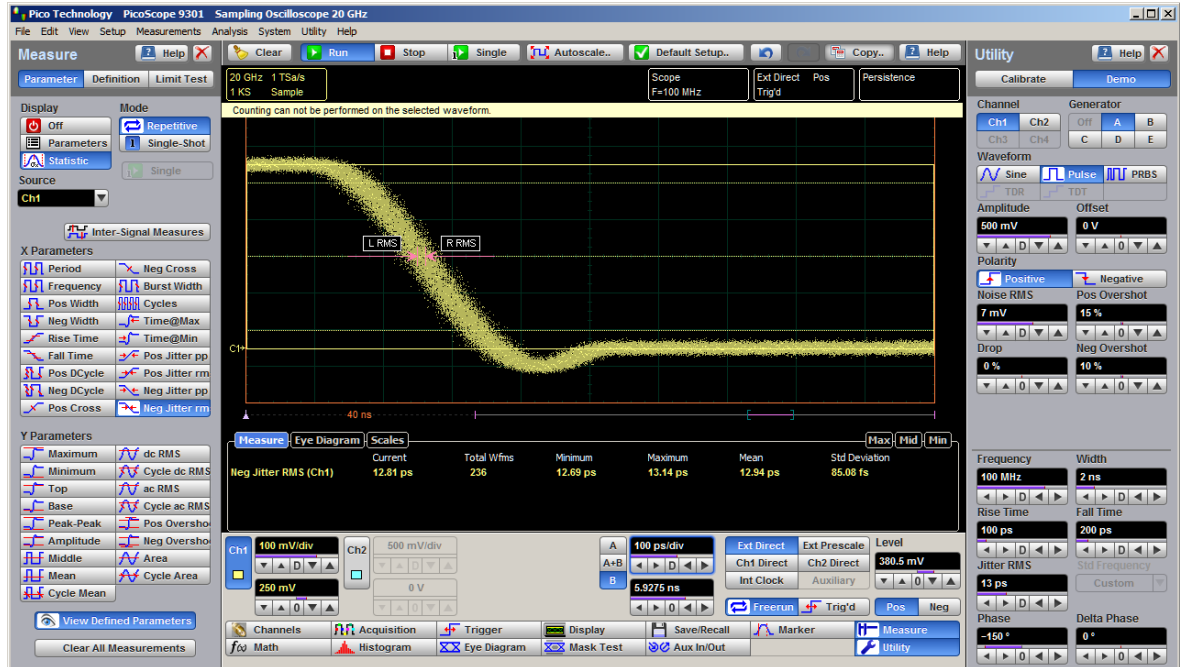 Pico Technology PicoScope 9301 Sampling Oscilloscope 20 GHz
File Edit View Setup Measurements Analysis System Utility Help
Measure Help
Parameter Definition Limit Test
Display Mode
Off Repetitive
Parameters 1 Single-Shot
Statistic Single
Source
Ch1
Inter-Signal Measures
X Parameters
Period Neg Cross
Frequency Burst Width
Pos Width Cycles
Neg Width Time@Max
Rise Time Time@Min
Fall Time Pos Jitter pp
Pos DCycle Pos Jitter rm
Neg DCycle Neg Jitter pp
Pos Cross Neg Jitter rm
Y Parameters
Maximum dc RMS
Minimum Cycle dc RMS
Top ac RMS
Base Cycle ac RMS
Peak-Peak Pos Oversho
Amplitude Neg Oversho
Middle Area
Mean Cycle Area
Cycle Mean
View Defined Parameters
Clear All Measurements
Clear Run Stop Single Autoscale.. Default Setup.. Copy.. Help
20 GHz 1 TSa/s
1 KS Sample
Scope
F=100 MHz
Ext Direct Pos
Trig'd
Persistence
Counting can not be performed on the selected waveform.
L RMS R RMS
C1
40 ns
Measure Eye Diagram Scales Max Mid Min
Current Total Wfms Minimum Maximum Mean Std Deviation
Neg Jitter RMS (Ch1) 12.81 ps 236 12.69 ps 13.14 ps 12.94 ps 85.08 fs
Ch1 100 mV/div Ch2 500 mV/div A 100 ps/div Ext Direct Ext Prescale Level
D D A+B D Ch1 Direct Ch2 Direct 380.5 mV
250 mV 0 V B 5.9275 ns Int Clock Auxiliary 0
0 0 0 Freerun Trig'd Pos Neg
Channels Acquisition Trigger Display Save/Recall Marker Measure
f(x) Math Histogram Eye Diagram Mask Test Aux In/Out Utility
Utility Help
Calibrate Demo
Channel Generator
Ch1 Ch2 Off A B
Ch3 Ch4 C D E
Waveform
Sine Pulse PRBS
TDR TDT
Amplitude Offset
500 mV 0 V
D 0
Polarity
Positive Negative
Noise RMS Pos Overshot
7 mV 15 %
D 0
Drop Neg Overshot
0 % 10 %
0 0
Frequency Width
100 MHz 2 ns
D D
Rise Time Fall Time
100 ps 200 ps
D D
Jitter RMS Std Frequency
13 ps Custom
D
Phase Delta Phase
-150 ° 0 °
0 0